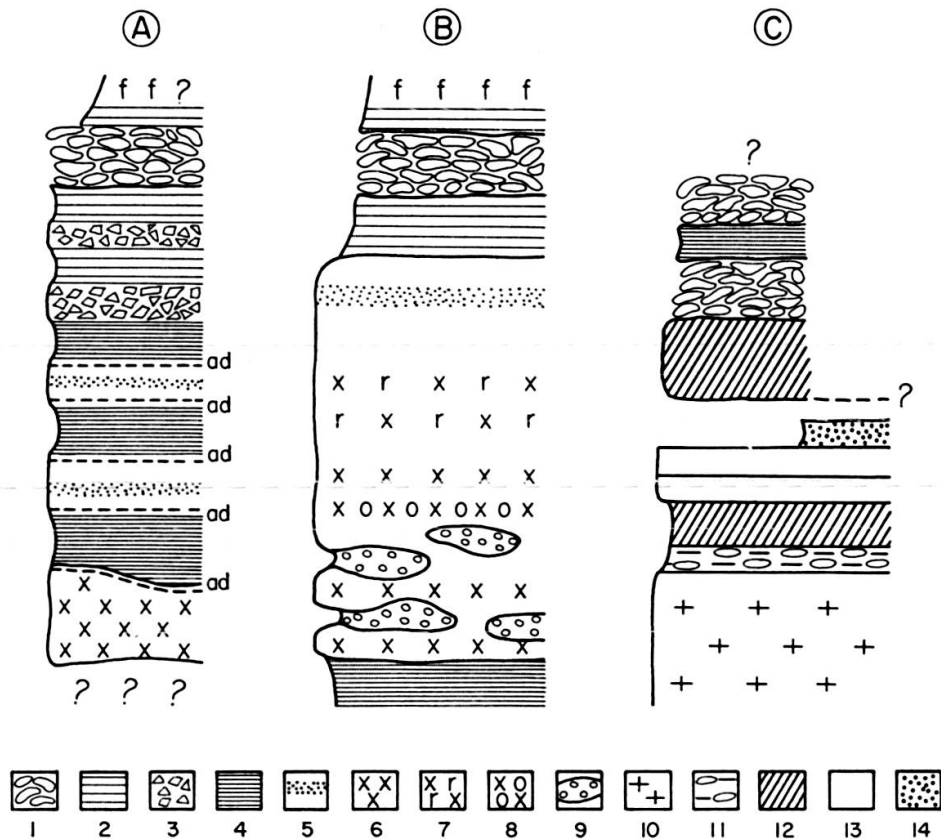 A B C
f f ?
f f f f
?
ad
ad
ad
?
ad
ad
x r x r x
r x r x r
x x x x x
x o x o x o x o x
x
x x x x x
x x x
x x
x x x x
x x x x x
? ? ?
+ + +
+ + +
+ + +
x x x
x r
r x
x o
o x
+ +
1 2 3 4 5 6 7 8 9 10 11 12 13 14